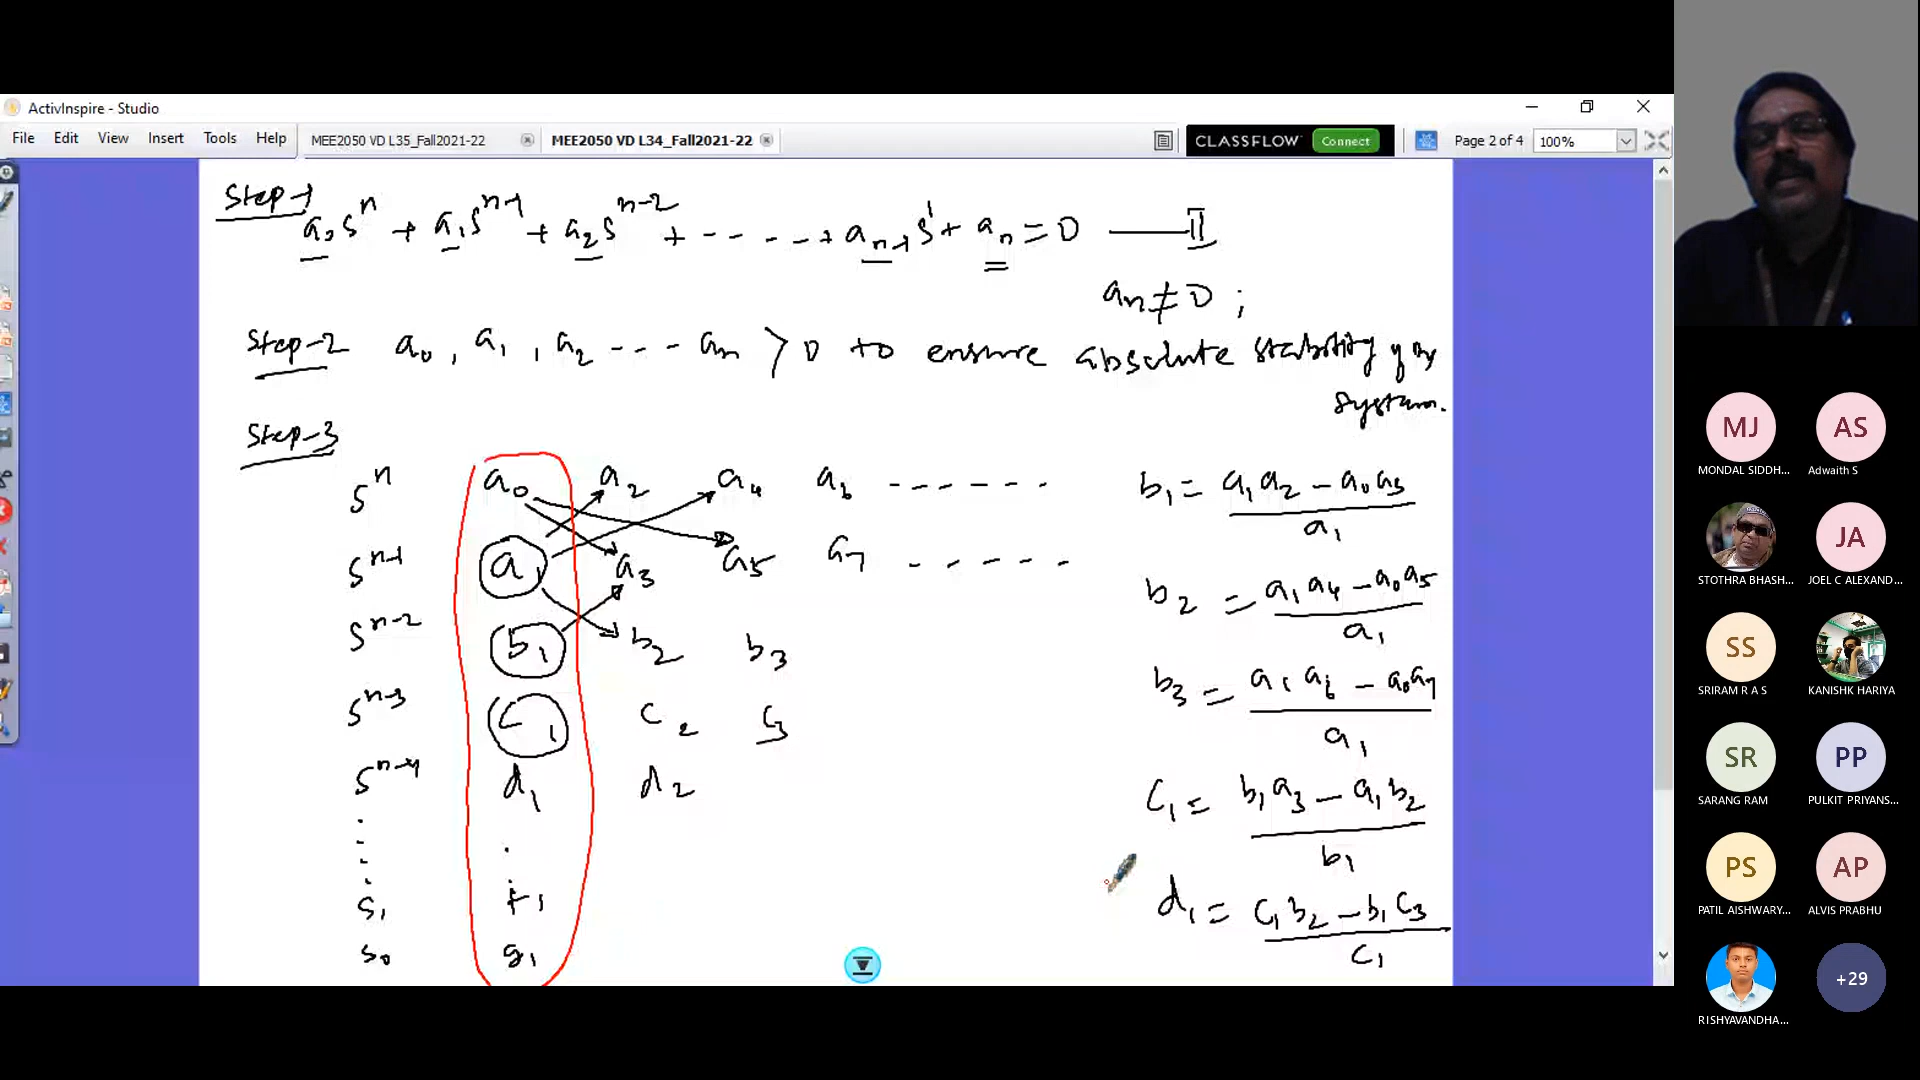 ActivInspire - Studio
File Edit View Insert Tools Help
MEE2050 VD L35_Fall2021-22
MEE2050 VD L34_Fall2021-22
CLASSFLOW Connect
Page 2 of 4
100%
Step-1
a₀sⁿ + a₁sⁿ⁻¹ + a₂sⁿ⁻² + - - - - - + aₙ₋₁s¹ + aₙ = 0 —— II
aₙ ≠ 0 ;
Step-2 a₀, a₁, a₂ - - - - aₙ > 0 to ensure absolute stability of
system.
Step-3
sⁿ a₀ a₂ a₄ a₆ - - - - - -
sⁿ⁻¹ a₁ a₃ a₅ a₇ - - - - -
sⁿ⁻² b₁ b₂ b₃
sⁿ⁻³ c₁ c₂ c₃
sⁿ⁻⁴ d₁ d₂
s₁ f₁
s₀ g₁
b₁ = a₁a₂ - a₀a₃
a₁
b₂ = a₁a₄ - a₀a₅
a₁
b₃ = a₁a₆ - a₀a₇
a₁
c₁ = b₁a₃ - a₁b₂
b₁
d₁ = c₁b₂ - b₁c₃
c₁
MJ
MONDAL SIDDH...
AS
Adwaith S
STOTHRA BHASH...
JA
JOEL C ALEXAND...
SS
SRIRAM R A S
KANISHK HARIYA
SR
SARANG RAM
PP
PULKIT PRIYANS...
PS
PATIL AISHWARY...
AP
ALVIS PRABHU
RISHYAVANDHA...
+29